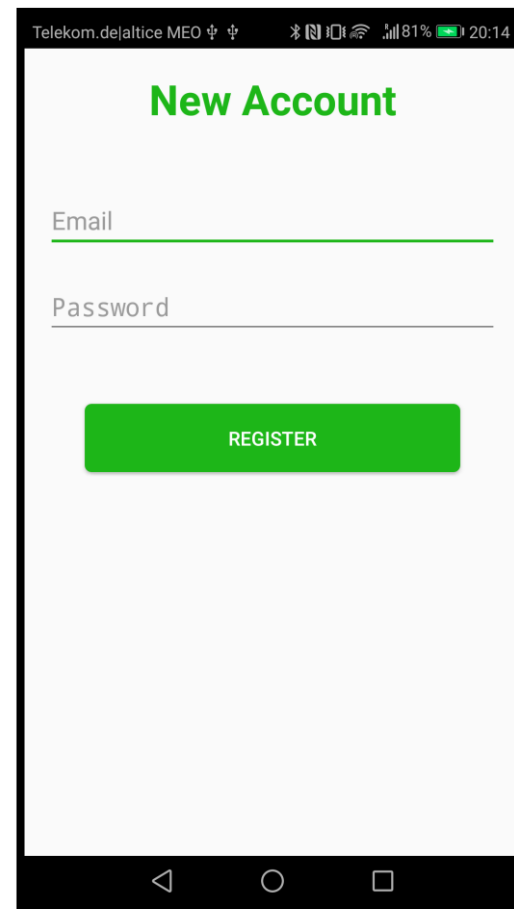 Telekom.de|altice MEO 81% 20:14
New Account
Email
Password
REGISTER